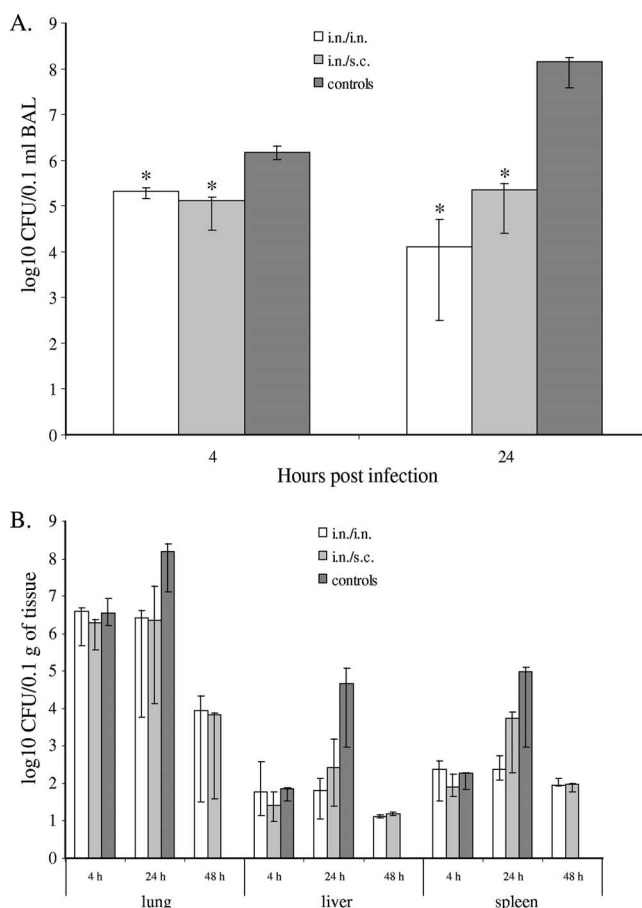 A.
9
8
7
6
5
4
3
2
1
0
log10 CFU/0.1 ml BAL
i.n./i.n.
i.n./s.c.
controls
* * * *
4 24
Hours post infection
B.
9
8
7
6
5
4
3
2
1
0
log10 CFU/0.1 g of tissue
i.n./i.n.
i.n./s.c.
controls
4 h 24 h 48 h 4 h 24 h 48 h 4 h 24 h 48 h
lung liver spleen